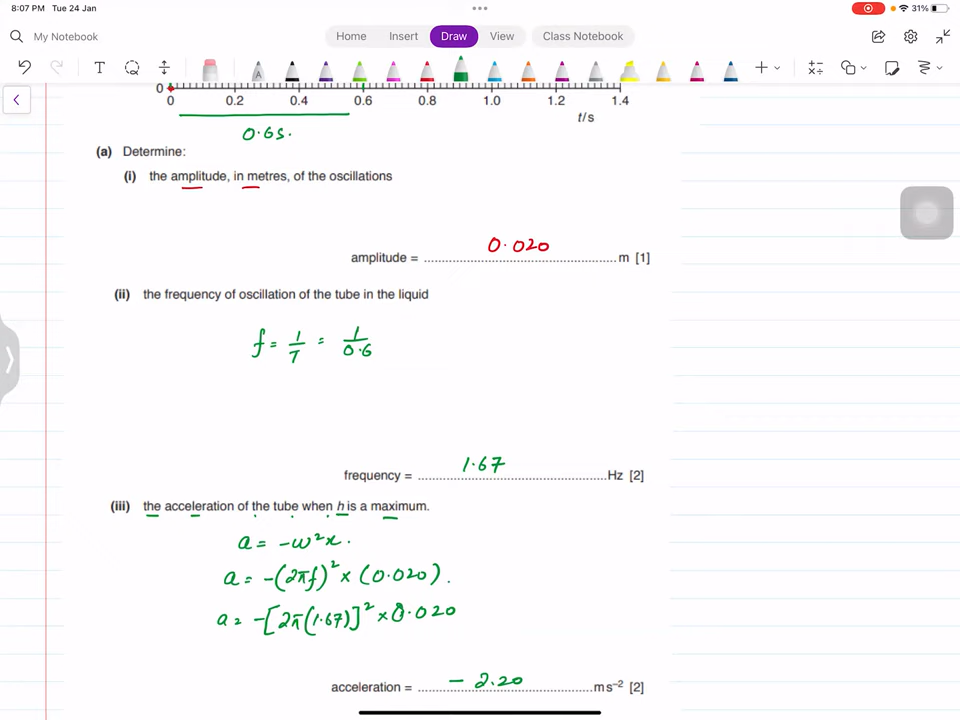 8:07 PM Tue 24 Jan
31%
My Notebook
Home Insert Draw View Class Notebook
T
A
0
0 0.2 0.4 0.6 0.8 1.0 1.2 1.4
t/s
0.6s.
(a) Determine:
(i) the amplitude, in metres, of the oscillations
0.020
amplitude = ........................................................ m [1]
(ii) the frequency of oscillation of the tube in the liquid
f = 1/T = 1/0.6
1.67
frequency = ........................................................ Hz [2]
(iii) the acceleration of the tube when h is a maximum.
a = -ω²x.
a = -(2πf)² × (0.020).
a = -[2π(1.67)]² × 0.020
- 2.20
acceleration = ........................................................ m s⁻² [2]